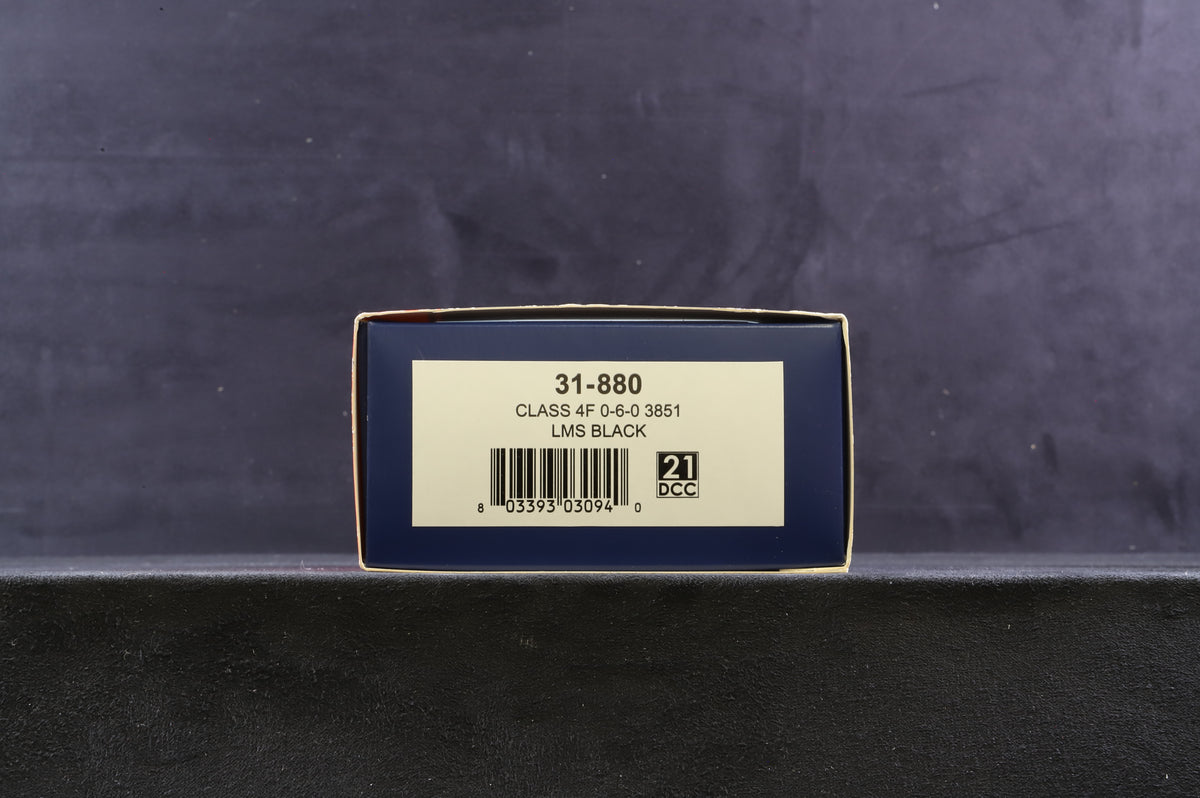 31-880
CLASS 4F 0-6-0 3851
LMS BLACK
21
DCC
8 03393 03094 0